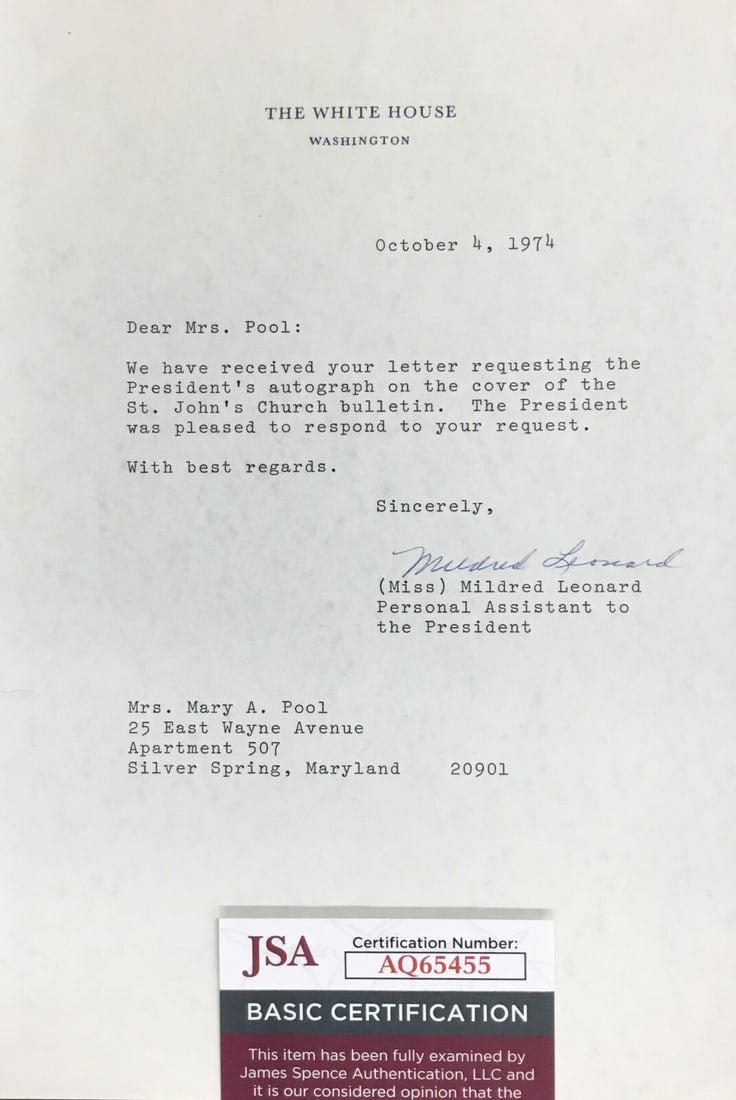 THE WHITE HOUSE
WASHINGTON
October 4, 1974
Dear Mrs. Pool:
We have received your letter requesting the
President's autograph on the cover of the
St. John's Church bulletin. The President
was pleased to respond to your request.
With best regards.
Sincerely,
Mildred Leonard
(Miss) Mildred Leonard
Personal Assistant to
the President
Mrs. Mary A. Pool
25 East Wayne Avenue
Apartment 507
Silver Spring, Maryland 20901
JSA
Certification Number:
AQ65455
BASIC CERTIFICATION
This item has been fully examined by
James Spence Authentication, LLC and
it is our considered opinion that the